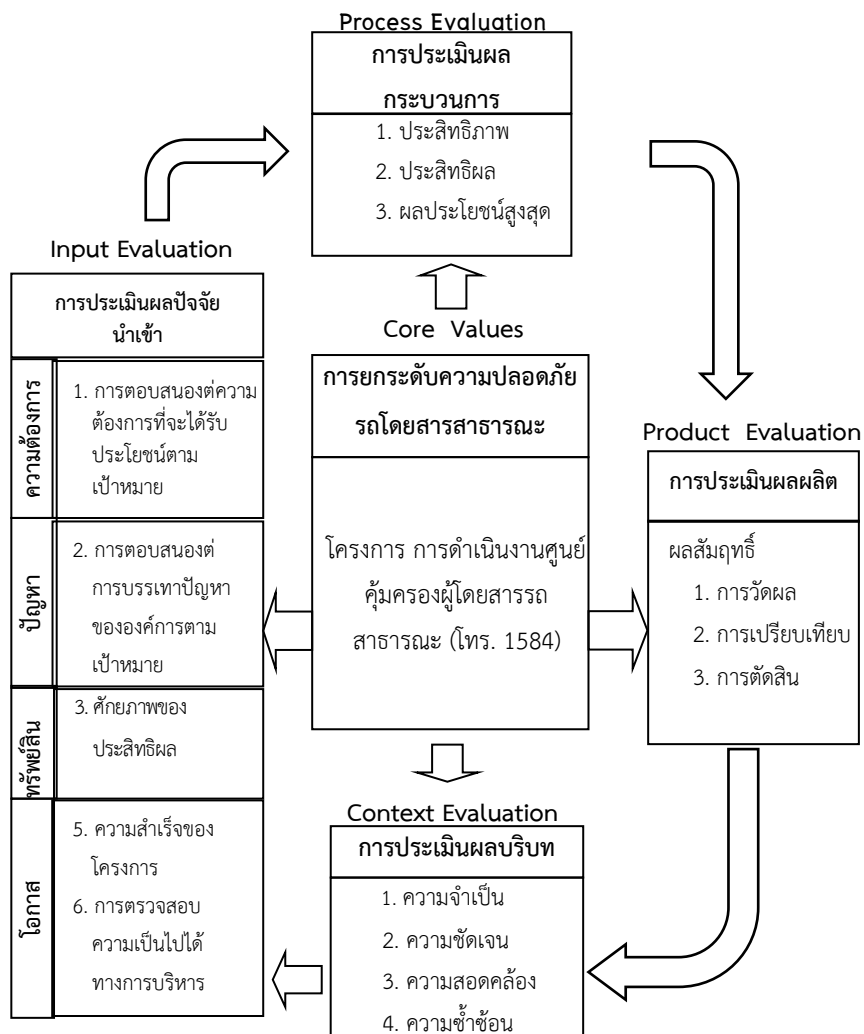 Process Evaluation
การประเมินผล
กระบวนการ
1. ประสิทธิภาพ
2. ประสิทธิผล
3. ผลประโยชน์สูงสุด
Input Evaluation
การประเมินผลปัจจัย
นำเข้า
ความต้องการ
1. การตอบสนองต่ความ
ต้องการที่จะได้รับ
ประโยชน์ตาม
เป้าหมาย
ปัญหา
2. การตอบสนองต่
การบรรเทาปัญหา
ขององค์การตาม
เป้าหมาย
ทรัพย์สิน
3. ศักยภาพของ
ประสิทธิผล
โอกาส
5. ความสำเร็จของ
โครงการ
6. การตรวจสอบ
ความเป็นไปได้
ทางการบริหาร
Core Values
การยกระดับความปลอดภัย
รถโดยสารสาธารณะ
โครงการ การดำเนินงานศูนย์
คุ้มครองผู้โดยสารรถ
สาธารณะ (โทร. 1584)
Product Evaluation
การประเมินผลผลิต
ผลสัมฤทธิ์
1. การวัดผล
2. การเปรียบเทียบ
3. การตัดสิน
Context Evaluation
การประเมินผลบริบท
1. ความจำเป็น
2. ความชัดเจน
3. ความสอดคล้อง
4. ความซ้ำซ้อน